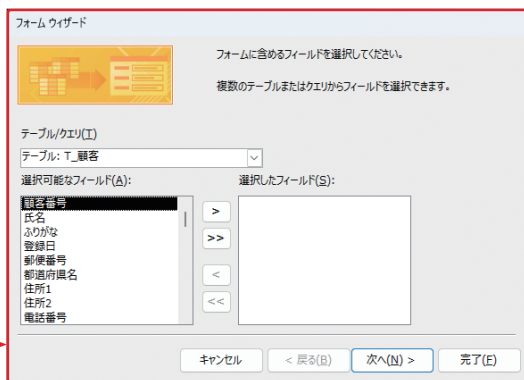 フォーム ウィザード
フォームに含めるフィールドを選択してください。
複数のテーブルまたはクエリからフィールドを選択できます。
テーブル/クエリ(T)
テーブル: T_顧客
選択可能なフィールド(A):
選択したフィールド(S):
顧客番号
氏名
ふりがな
登録日
郵便番号
都道府県名
住所1
住所2
電話番号
>
>>
<
<<
キャンセル
< 戻る(B)
次へ(N) >
完了(F)